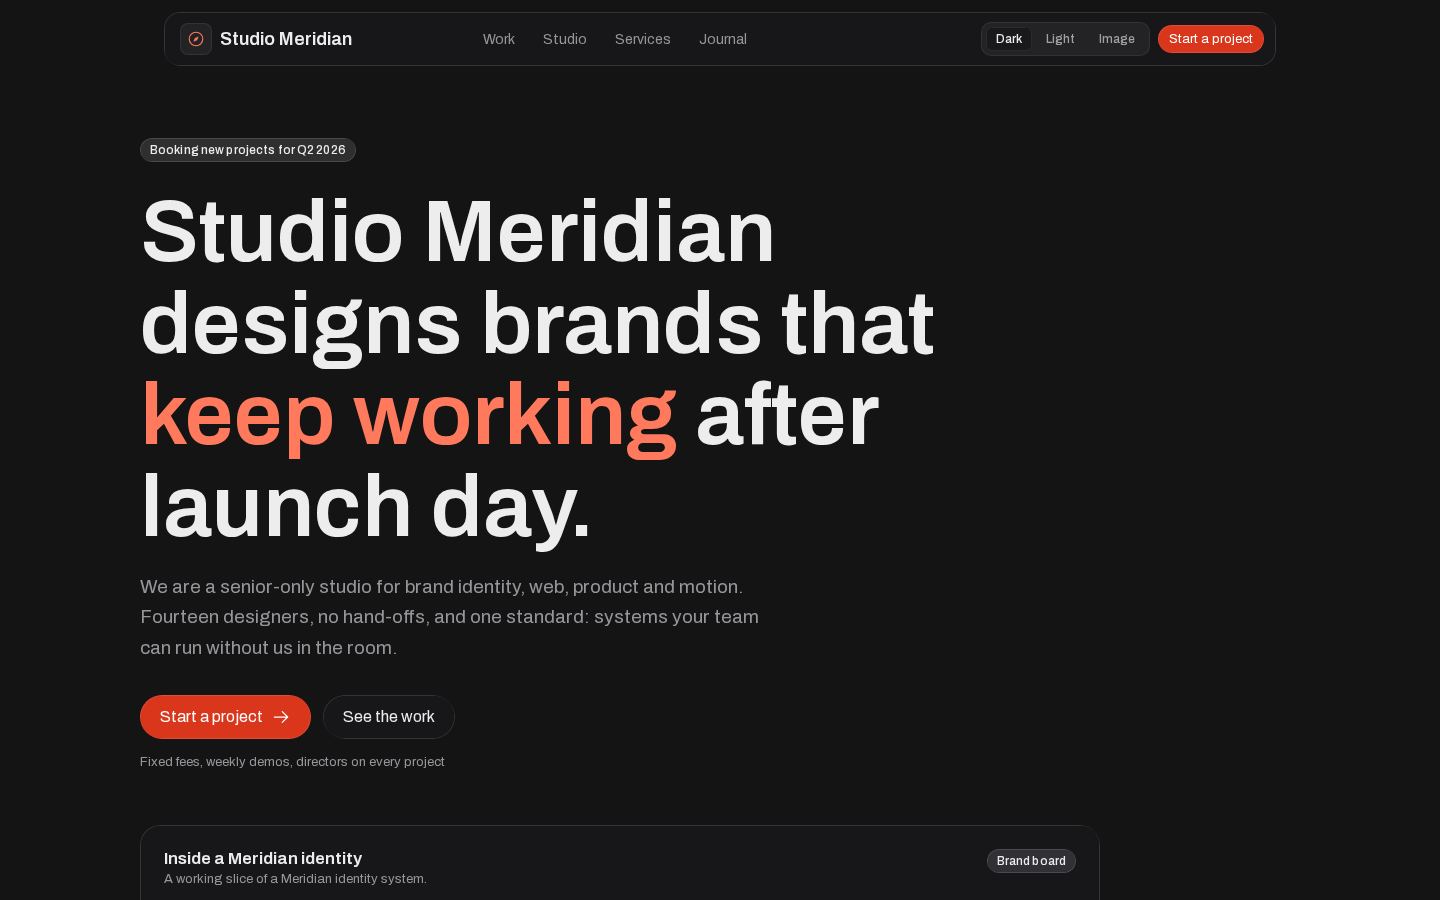 Studio Meridian
Work
Studio
Services
Journal
Dark
Light
Image
Start a project
Booking new projects for Q2 2026
Studio Meridian
designs brands that
keep working after
launch day.
We are a senior-only studio for brand identity, web, product and motion.
Fourteen designers, no hand-offs, and one standard: systems your team
can run without us in the room.
Start a project
See the work
Fixed fees, weekly demos, directors on every project
Inside a Meridian identity
Brand board
A working slice of a Meridian identity system.